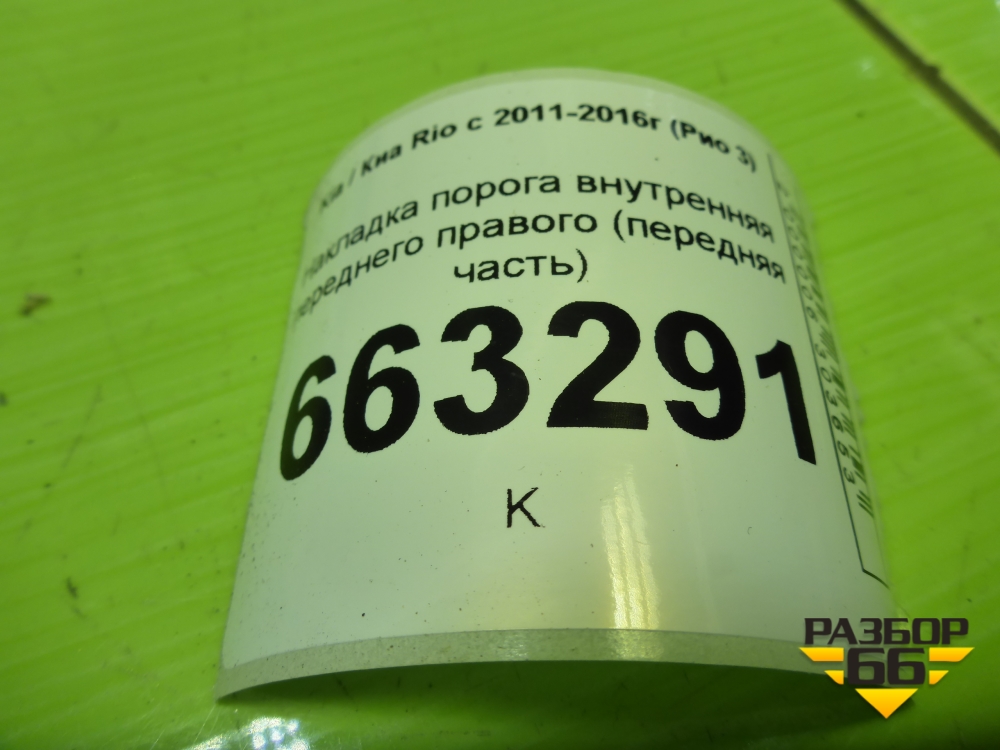 Kia / Киа Rio с 2011-2016г (Рио 3)
Накладка порога внутренняя
переднего правого (передняя
часть)
663291
К
РАЗБОР
66